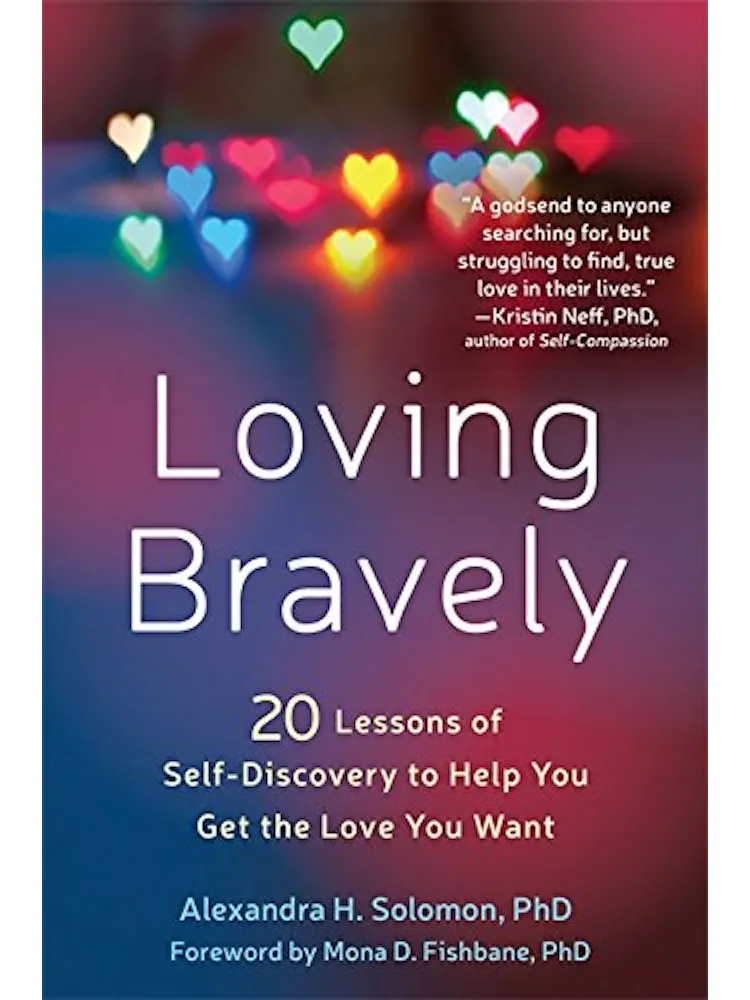 "A godsend to anyone
searching for, but
struggling to find, true
love in their lives."
—Kristin Neff, PhD,
author of Self-Compassion
Loving
Bravely
20 Lessons of
Self-Discovery to Help You
Get the Love You Want
Alexandra H. Solomon, PhD
Foreword by Mona D. Fishbane, PhD